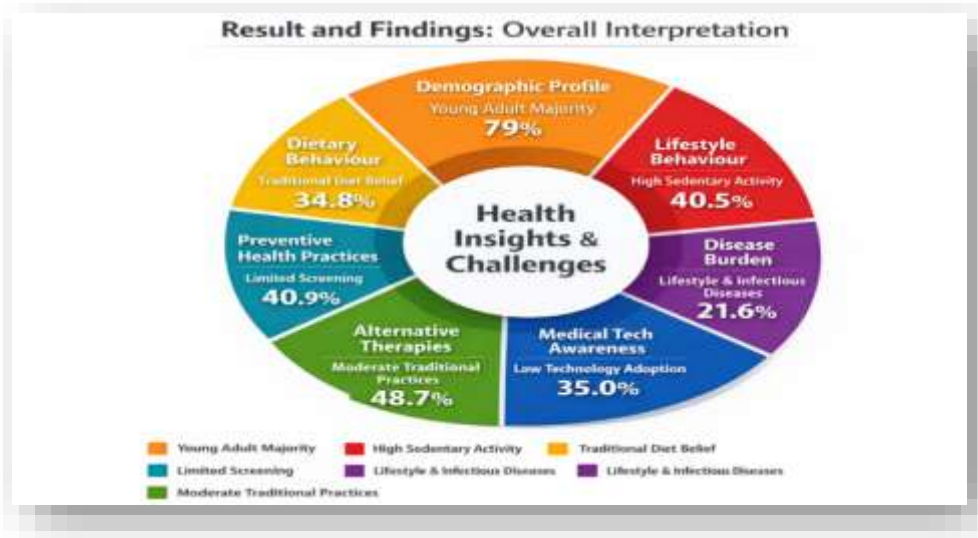 Result and Findings: Overall Interpretation
Demographic Profile
Young Adult Majority
79%
Lifestyle
Behaviour
High Sedentary Activity
40.5%
Disease
Burden
Lifestyle & Infectious
Diseases
21.6%
Medical Tech
Awareness
Low Technology Adoption
35.0%
Alternative
Therapies
Moderate Traditional
Practices
48.7%
Preventive
Health Practices
Limited Screening
40.9%
Dietary
Behaviour
Traditional Diet Belief
34.8%
Health
Insights &
Challenges
Young Adult Majority High Sedentary Activity Traditional Diet Belief
Limited Screening Lifestyle & Infectious Diseases Lifestyle & Infectious Diseases
Moderate Traditional Practices